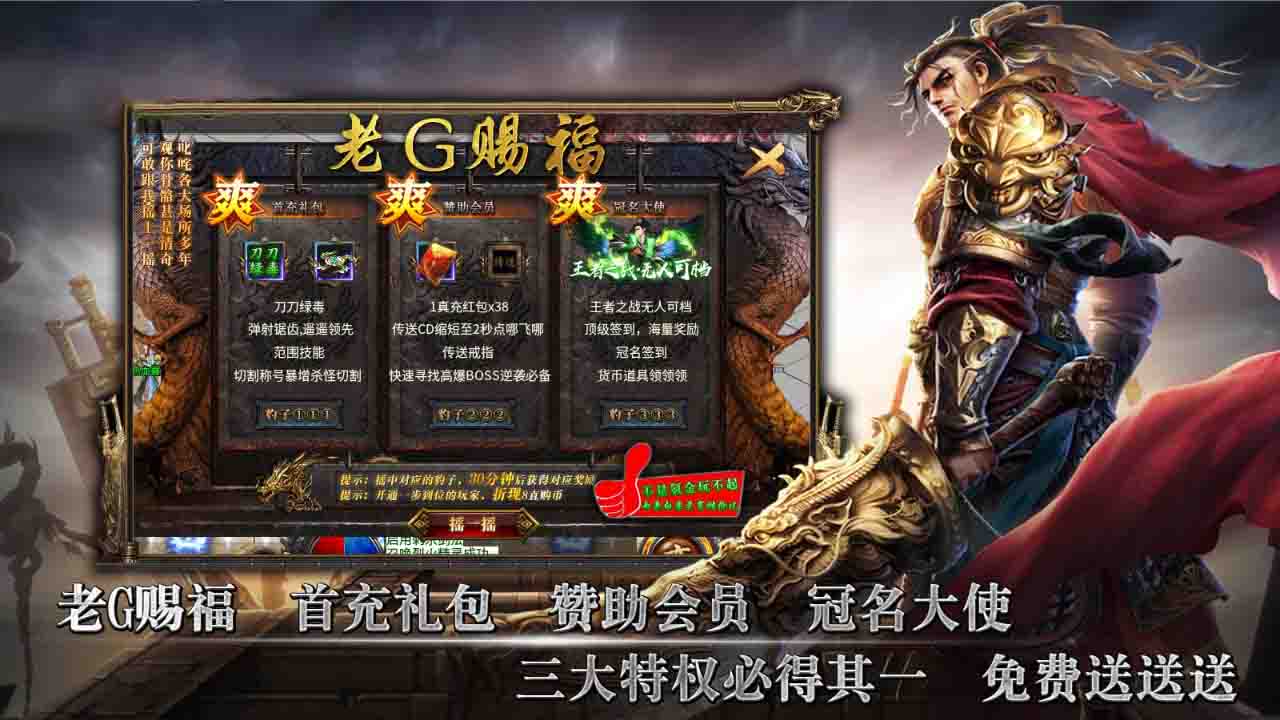 老G赐福
叱咤各大场所多年
观你骨骼甚是清奇
可敢跟我摇上一摇
爽
首充礼包
刀刀绿毒
刀刀绿毒
弹射锯齿,遥遥领先
范围技能
切割称号暴增杀怪切割
豹子①①①
爽
赞助会员
1真充红包x38
传送CD缩短至2秒点哪飞哪
传送戒指
快速寻找高爆BOSS逆袭必备
豹子②②②
爽
冠名大使
王者之战·无人可档
王者之战无人可档
顶级签到，海量奖励
冠名签到
货币道具领领领
豹子③③③
提示：摇中对应的豹子，30分钟后获得对应奖励
提示：开通一步到位的玩家，折现8直购币
摇一摇
老G赐福 首充礼包 赞助会员 冠名大使
三大特权必得其一 免费送送送